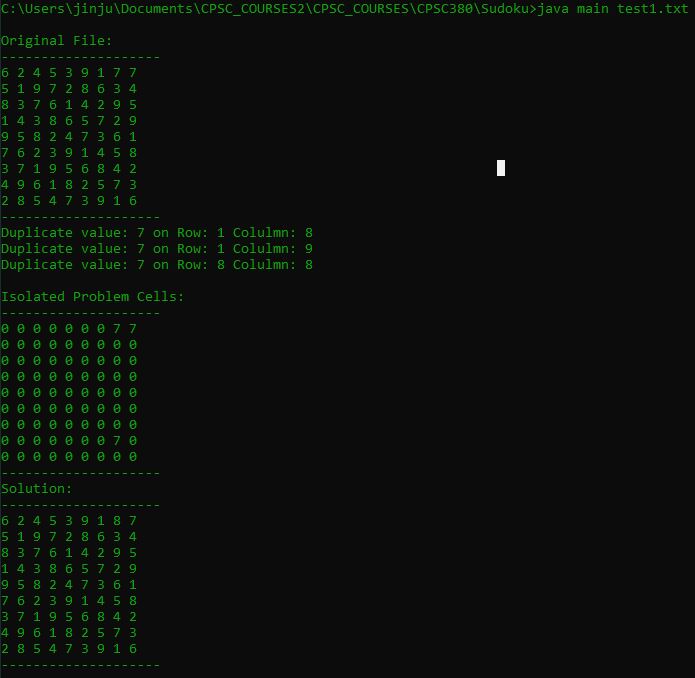 C:\Users\jinju\Documents\CPSC_COURSES2\CPSC_COURSES\CPSC380\Sudoku>java main test1.txt
Original File:
--------------------
6 2 4 5 3 9 1 7 7
5 1 9 7 2 8 6 3 4
8 3 7 6 1 4 2 9 5
1 4 3 8 6 5 7 2 9
9 5 8 2 4 7 3 6 1
7 6 2 3 9 1 4 5 8
3 7 1 9 5 6 8 4 2
4 9 6 1 8 2 5 7 3
2 8 5 4 7 3 9 1 6
--------------------
Duplicate value: 7 on Row: 1 Colulmn: 8
Duplicate value: 7 on Row: 1 Colulmn: 9
Duplicate value: 7 on Row: 8 Colulmn: 8
Isolated Problem Cells:
--------------------
0 0 0 0 0 0 0 7 7
0 0 0 0 0 0 0 0 0
0 0 0 0 0 0 0 0 0
0 0 0 0 0 0 0 0 0
0 0 0 0 0 0 0 0 0
0 0 0 0 0 0 0 0 0
0 0 0 0 0 0 0 0 0
0 0 0 0 0 0 0 7 0
0 0 0 0 0 0 0 0 0
--------------------
Solution:
--------------------
6 2 4 5 3 9 1 8 7
5 1 9 7 2 8 6 3 4
8 3 7 6 1 4 2 9 5
1 4 3 8 6 5 7 2 9
9 5 8 2 4 7 3 6 1
7 6 2 3 9 1 4 5 8
3 7 1 9 5 6 8 4 2
4 9 6 1 8 2 5 7 3
2 8 5 4 7 3 9 1 6
--------------------